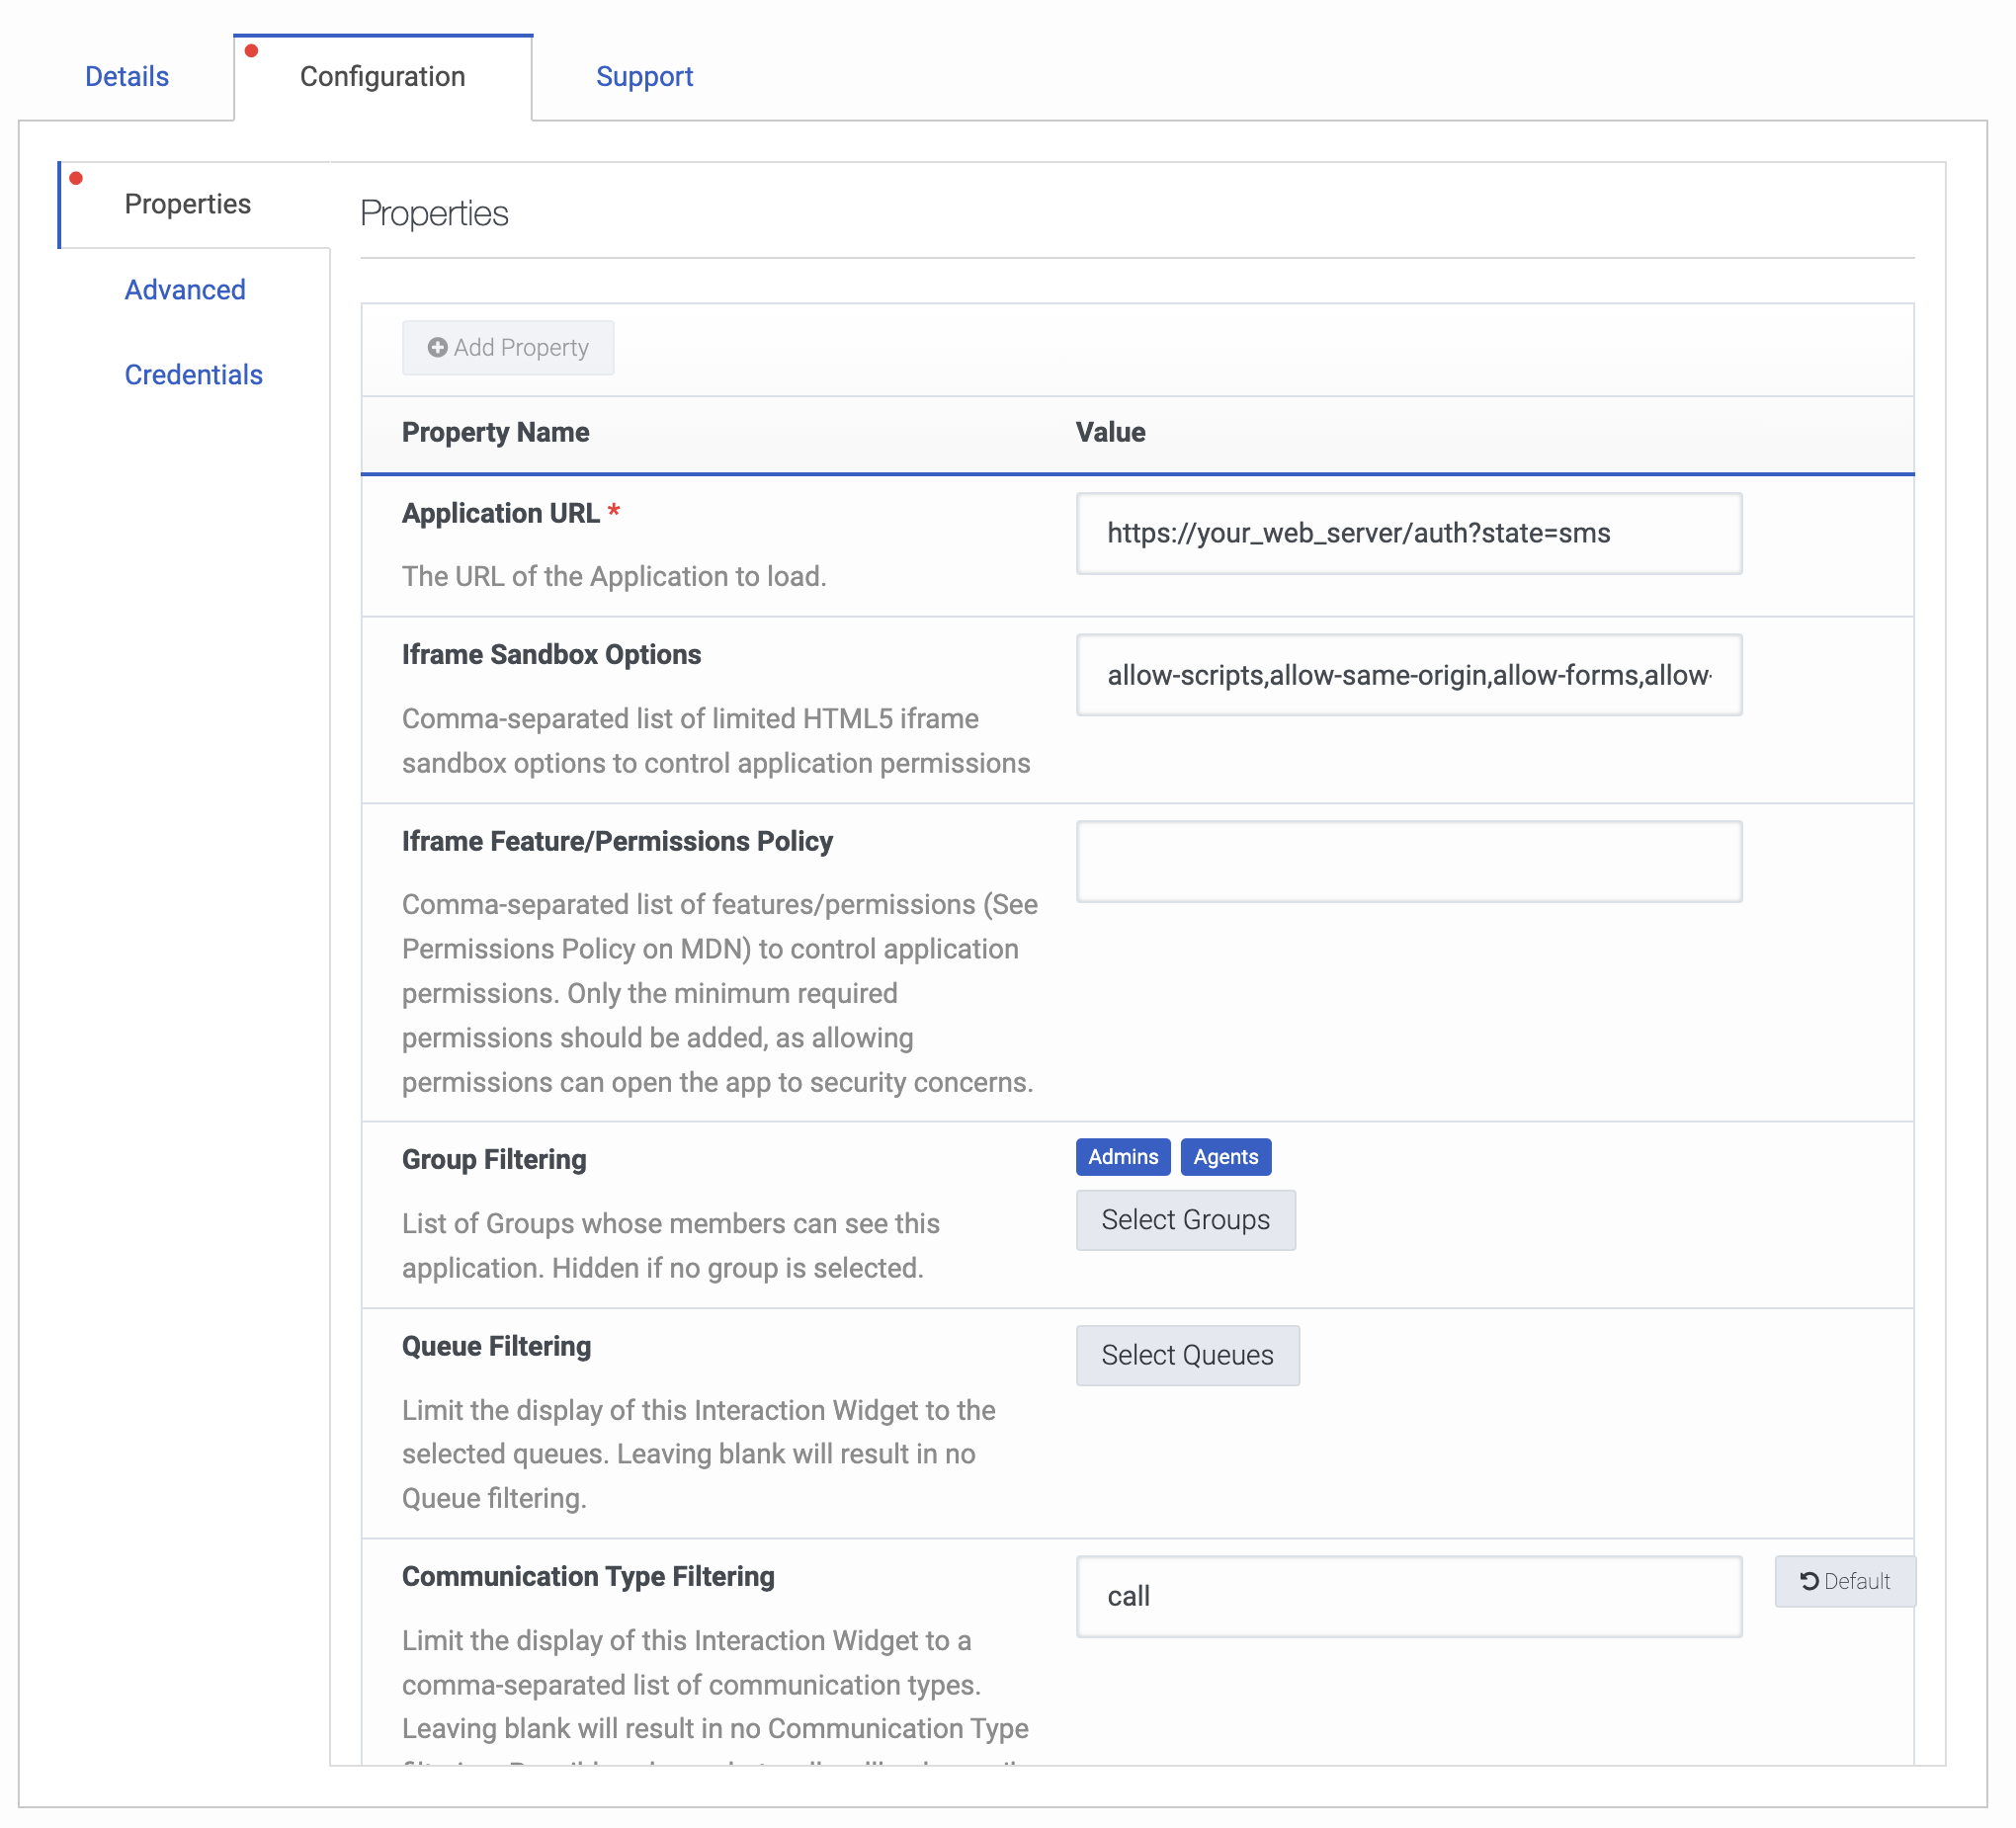 Details
Configuration
Support
Properties
Advanced
Credentials
Properties
Add Property
Property Name
Value
Application URL *
The URL of the Application to load.
https://your_web_server/auth?state=sms
Iframe Sandbox Options
Comma-separated list of limited HTML5 iframe
sandbox options to control application permissions
allow-scripts,allow-same-origin,allow-forms,allow-
Iframe Feature/Permissions Policy
Comma-separated list of features/permissions (See
Permissions Policy on MDN) to control application
permissions. Only the minimum required
permissions should be added, as allowing
permissions can open the app to security concerns.
Group Filtering
List of Groups whose members can see this
application. Hidden if no group is selected.
Admins
Agents
Select Groups
Queue Filtering
Limit the display of this Interaction Widget to the
selected queues. Leaving blank will result in no
Queue filtering.
Select Queues
Communication Type Filtering
Limit the display of this Interaction Widget to a
comma-separated list of communication types.
Leaving blank will result in no Communication Type
call
Default